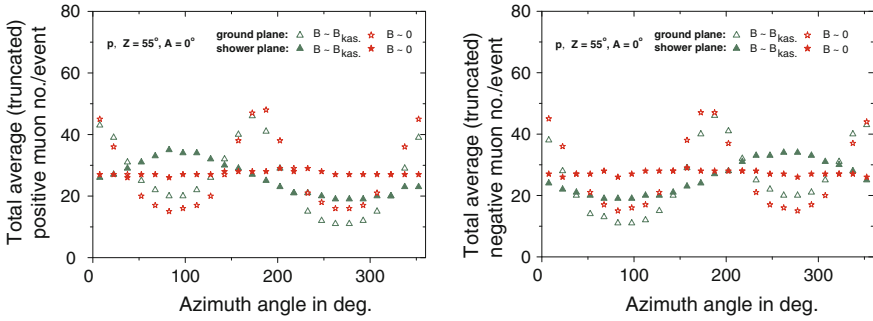 Total average (truncated)
positive muon no./event
80
60
40
20
0
p, Z = 55°, A = 0°
ground plane: B ~ Bkas. B ~ 0
shower plane: B ~ Bkas. B ~ 0
0 100 200 300
Azimuth angle in deg.
Total average (truncated)
negative muon no./event
80
60
40
20
0
p, Z = 55°, A = 0°
ground plane: B ~ Bkas. B ~ 0
shower plane: B ~ Bkas. B ~ 0
0 100 200 300
Azimuth angle in deg.